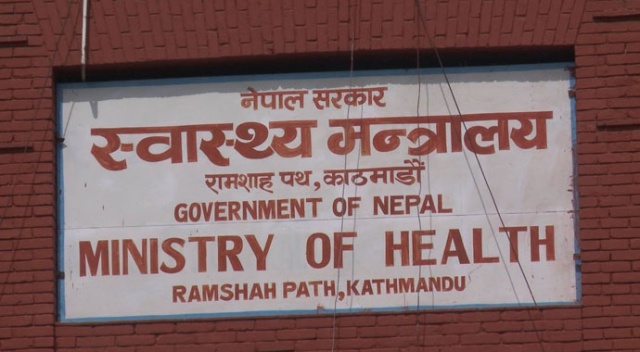 नेपाल सरकार
स्वास्थ्य मन्त्रालय
रामशाह पथ, काठमाडौं
GOVERNMENT OF NEPAL
MINISTRY OF HEALTH
RAMSHAH PATH, KATHMANDU